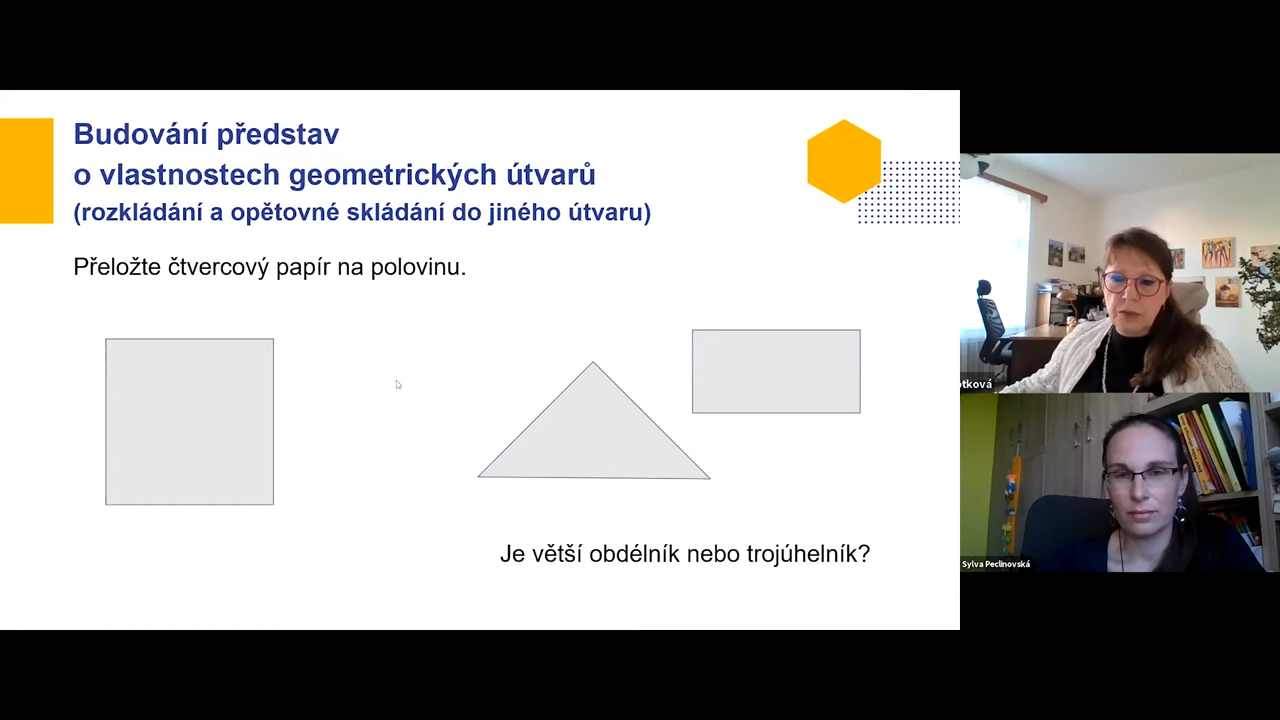 Budování představ
o vlastnostech geometrických útvarů
(rozkládání a opětovné skládání do jiného útvaru)
Přeložte čtvercový papír na polovinu.
Je větší obdélník nebo trojúhelník?
otková
Sylva Peclinovská